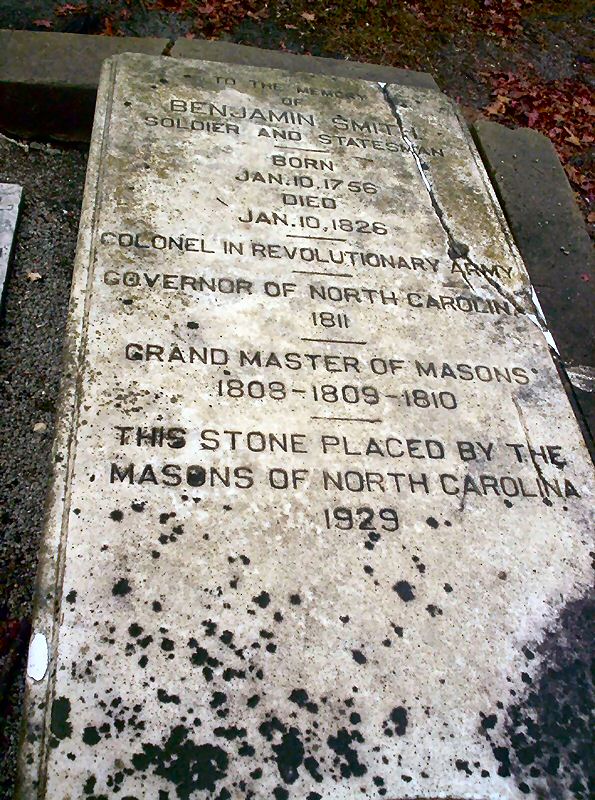 TO THE MEMORY
OF
BENJAMIN SMITH
SOLDIER AND STATESMAN
BORN
JAN. 10, 1756
DIED
JAN. 10, 1826
COLONEL IN REVOLUTIONARY ARMY
GOVERNOR OF NORTH CAROLINA
1811
GRAND MASTER OF MASONS
1808-1809-1810
THIS STONE PLACED BY THE
MASONS OF NORTH CAROLINA
1929